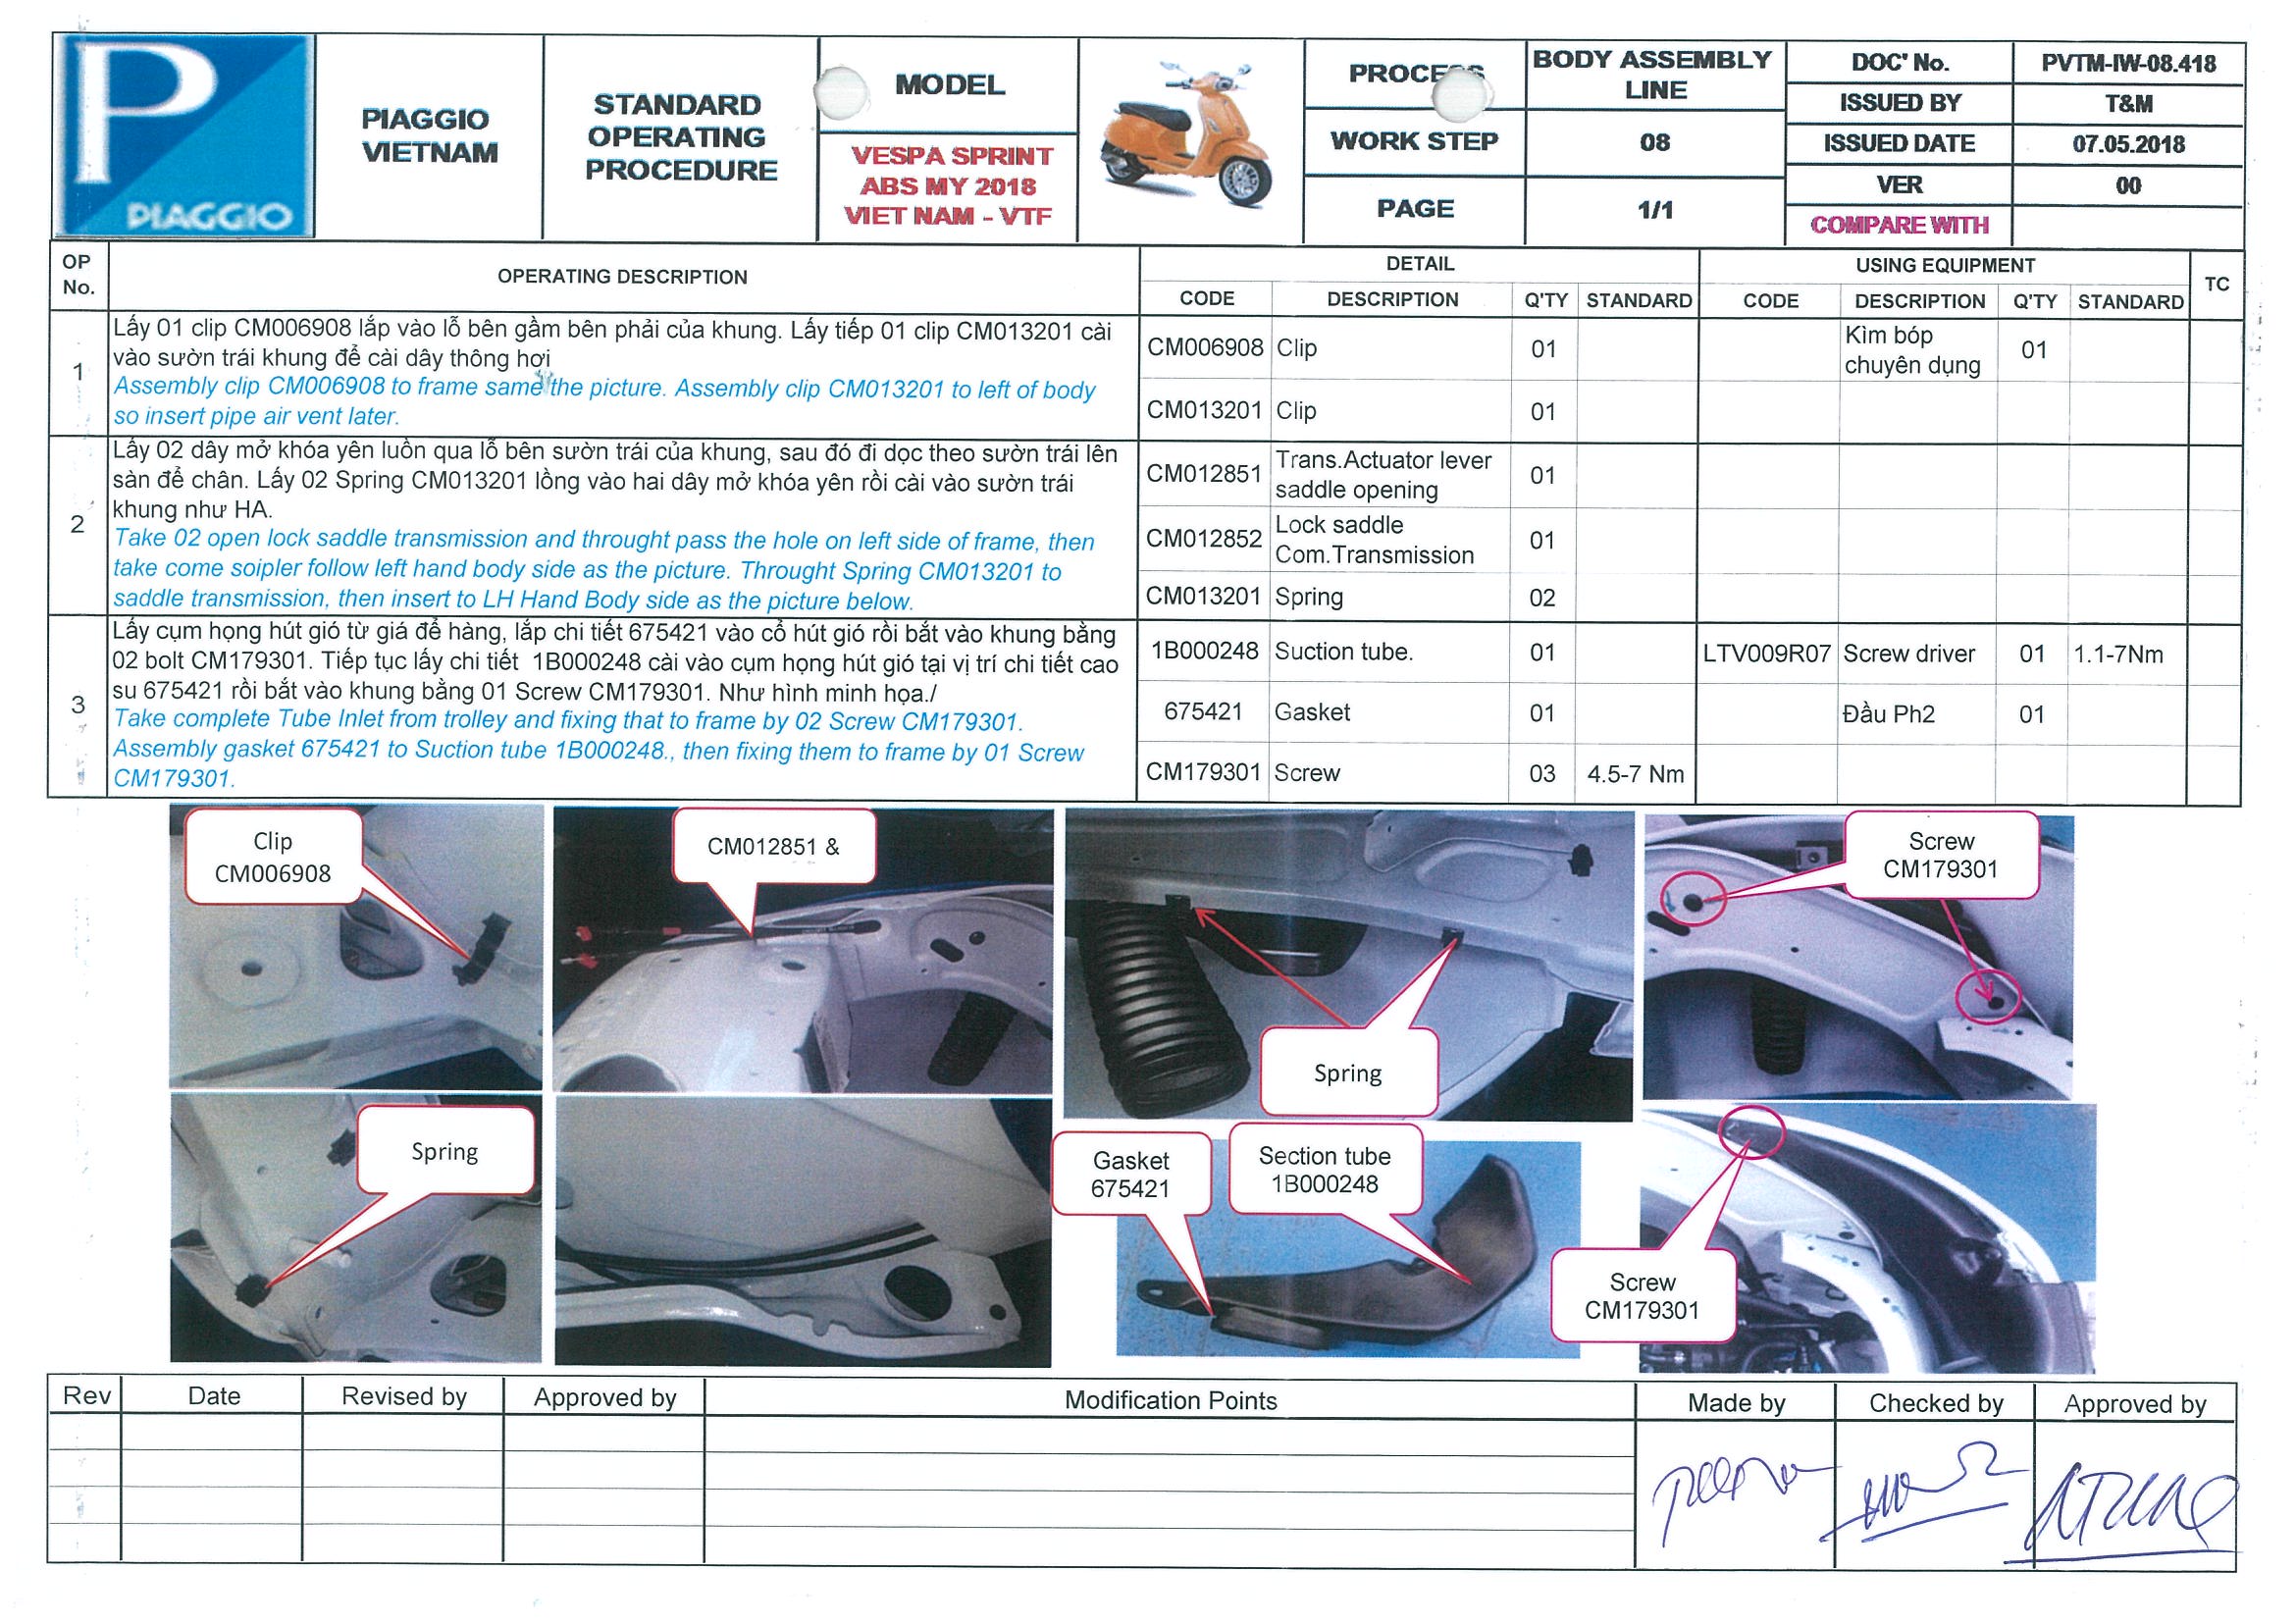 PIAGGIO
PIAGGIO
VIETNAM
STANDARD
OPERATING
PROCEDURE
MODEL
VESPA SPRINT
ABS MY 2018
VIET NAM - VTF
PROCESS
BODY ASSEMBLY
LINE
WORK STEP
08
PAGE
1/1
DOC' No.
PVTM-IW-08.418
ISSUED BY
T&M
ISSUED DATE
07.05.2018
VER
00
COMPARE WITH
OP
No.
OPERATING DESCRIPTION
DETAIL
USING EQUIPMENT
TC
CODE DESCRIPTION Q'TY STANDARD CODE DESCRIPTION Q'TY STANDARD
1
Lấy 01 clip CM006908 lắp vào lỗ bên gầm bên phải của khung. Lấy tiếp 01 clip CM013201 cài
vào sườn trái khung để cài dây thông hơi
Assembly clip CM006908 to frame same the picture. Assembly clip CM013201 to left of body
so insert pipe air vent later.
CM006908 Clip 01
Kìm bóp
chuyên dụng
01
CM013201 Clip 01
2
Lấy 02 dây mở khóa yên luồn qua lỗ bên sườn trái của khung, sau đó đi dọc theo sườn trái lên
sàn để chân. Lấy 02 Spring CM013201 lồng vào hai dây mở khóa yên rồi cài vào sườn trái
khung như HA.
Take 02 open lock saddle transmission and throught pass the hole on left side of frame, then
take come soipler follow left hand body side as the picture. Throught Spring CM013201 to
saddle transmission, then insert to LH Hand Body side as the picture below.
CM012851
Trans.Actuator lever
saddle opening
01
CM012852
Lock saddle
Com.Transmission
01
CM013201 Spring 02
3
Lấy cụm họng hút gió từ giá để hàng, lắp chi tiết 675421 vào cổ hút gió rồi bắt vào khung bằng
02 bolt CM179301. Tiếp tục lấy chi tiết 1B000248 cài vào cụm họng hút gió tại vị trí chi tiết cao
su 675421 rồi bắt vào khung bằng 01 Screw CM179301. Như hình minh họa./
Take complete Tube Inlet from trolley and fixing that to frame by 02 Screw CM179301.
Assembly gasket 675421 to Suction tube 1B000248., then fixing them to frame by 01 Screw
CM179301.
1B000248 Suction tube. 01 LTV009R07 Screw driver 01 1.1-7Nm
675421 Gasket 01 Đầu Ph2 01
CM179301 Screw 03 4.5-7 Nm
Clip
CM006908
CM012851 &
Spring
Screw
CM179301
Spring
Gasket
675421
Section tube
1B000248
Screw
CM179301
Rev Date Revised by Approved by Modification Points Made by Checked by Approved by